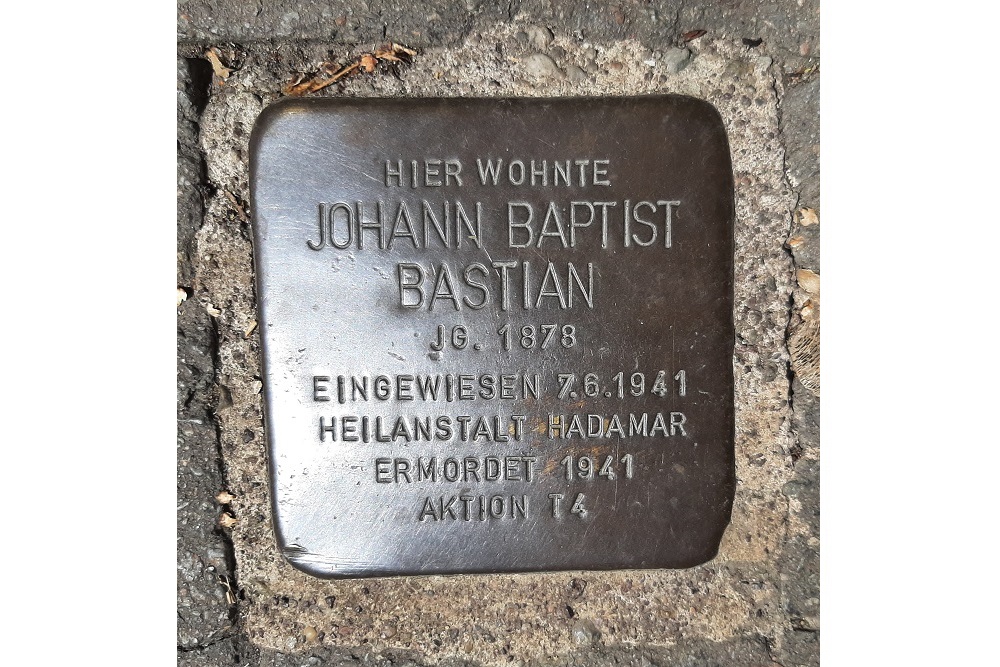 HIER WOHNTE
JOHANN BAPTIST
BASTIAN
JG. 1878
EINGEWIESEN 7.6.1941
HEILANSTALT HADAMAR
ERMORDET 1941
AKTION T4